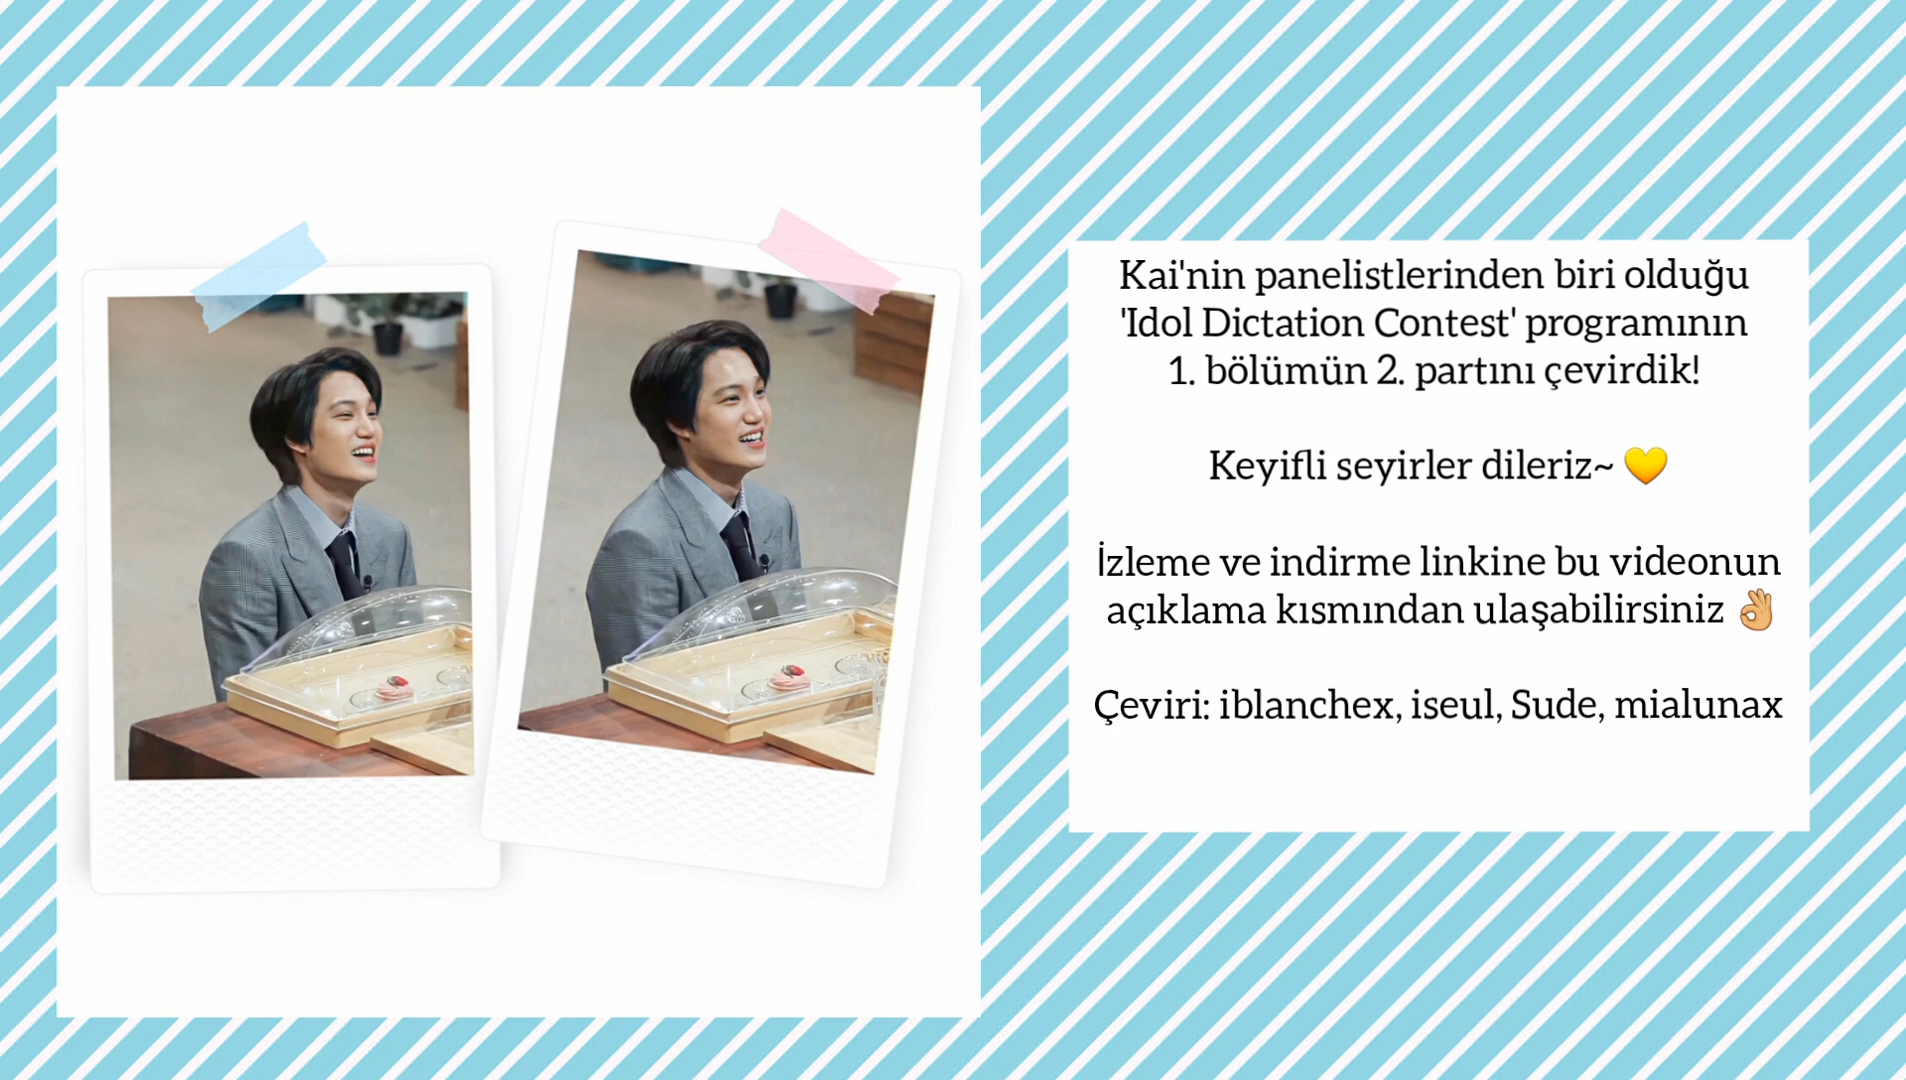 Kai'nin panelistlerinden biri olduğu
'Idol Dictation Contest' programının
1. bölümün 2. partını çevirdik!
Keyifli seyirler dileriz~ 💛
İzleme ve indirme linkine bu videonun
açıklama kısmından ulaşabilirsiniz 👌
Çeviri: iblanchex, iseul, Sude, mialunax